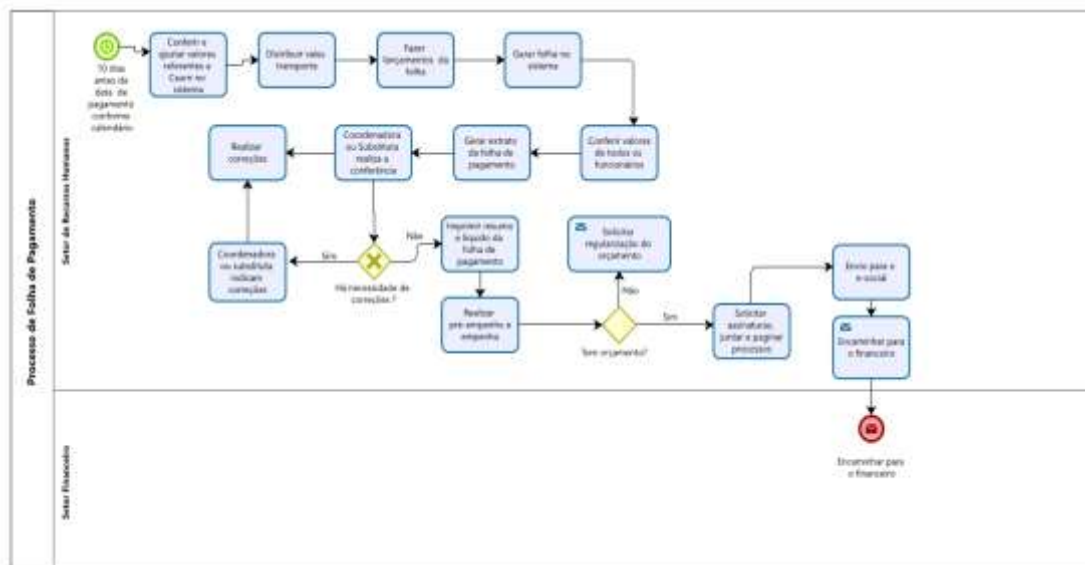 Processo de Folha de Pagamento
Setor de Recursos Humanos
Setor Financeiro
10 dias
antes da
data de
pagamento
conforme
calendário
Conferir e
ajustar valores
referentes a
no
sistema
Distribuir vales
transporte
Fazer
lançamentos da
folha
Gerar folha no
sistema
Conferir valores
de todos os
funcionários
Gerar extrato
da folha de
pagamento
Coordenadora
ou Substituta
realiza a
conferência
Realizar
correções
Coordenadora
ou substituta
indicam
correções
Sim
Não
Há necessidade de
correções ?
Imprimir resumo
e líquido da
folha de
pagamento
Realizar
pré-empenho e
empenho
Solicitar
regularização do
orçamento
Não
Tem orçamento?
Sim
Solicitar
assinaturas,
juntar e paginar
processo
Envio para o
e-social
Encaminhar para
o financeiro
Encaminhar para
o financeiro